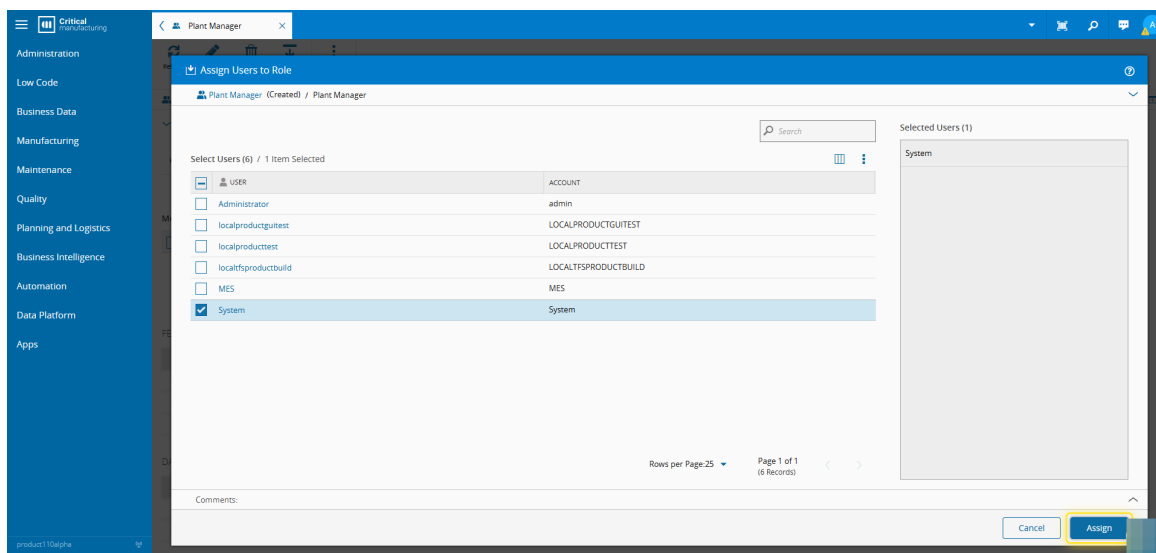 Critical
manufacturing
Plant Manager
Administration
Low Code
Business Data
Manufacturing
Maintenance
Quality
Planning and Logistics
Business Intelligence
Automation
Data Platform
Apps
product110alpha
Assign Users to Role
Plant Manager (Created) / Plant Manager
Search
Select Users (6) / 1 Item Selected
USER ACCOUNT
Administrator admin
localproductguitest LOCALPRODUCTGUITEST
localproducttest LOCALPRODUCTTEST
localtfsproductbuild LOCALTFSPRODUCTBUILD
MES MES
System System
Rows per Page:25 Page 1 of 1
(6 Records)
Selected Users (1)
System
Comments:
Cancel Assign